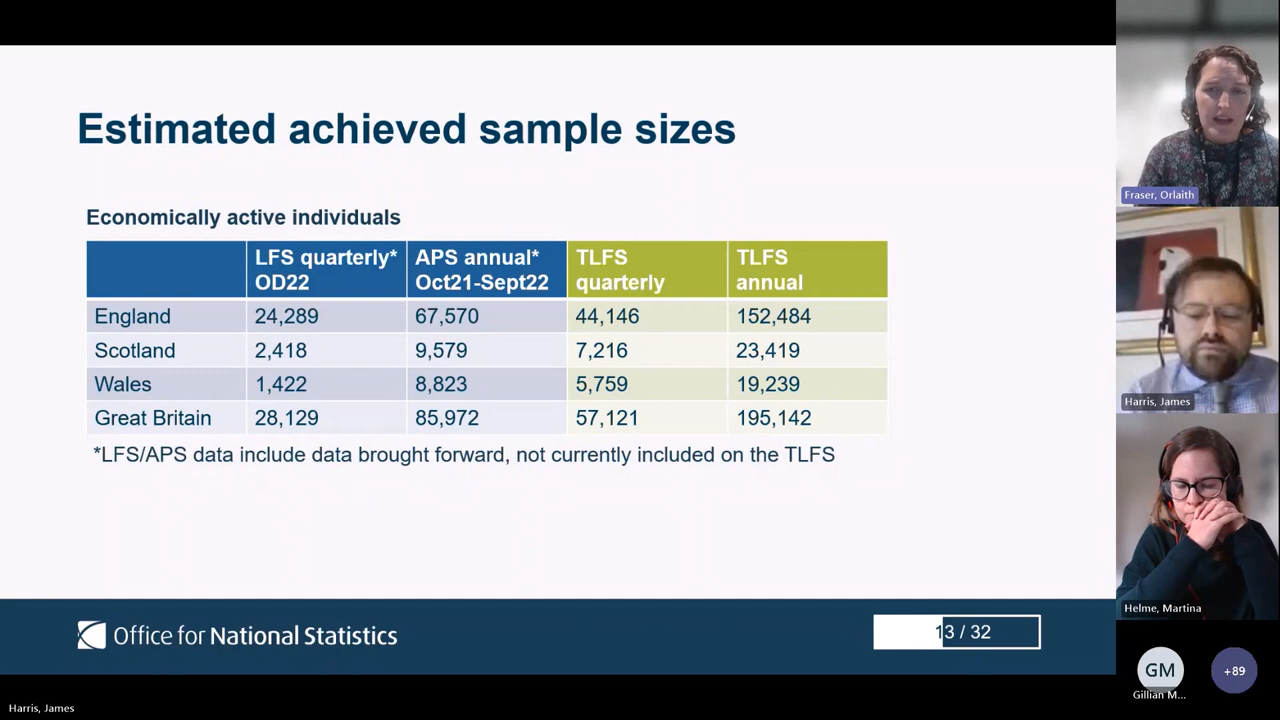 Estimated achieved sample sizes
Economically active individuals
LFS quarterly* APS annual* TLFS TLFS
OD22 Oct21-Sept22 quarterly annual
England 24,289 67,570 44,146 152,484
Scotland 2,418 9,579 7,216 23,419
Wales 1,422 8,823 5,759 19,239
Great Britain 28,129 85,972 57,121 195,142
*LFS/APS data include data brought forward, not currently included on the TLFS
Office for National Statistics
13 / 32
Fraser, Orlaith
Harris, James
Helme, Martina
GM
+89
Gillian M...
Harris, James